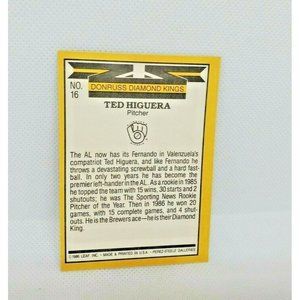 NO.
16
DONRUSS DIAMOND KINGS
TED HIGUERA
Pitcher
The AL now has its Fernando in Valenzuela's
compatriot Ted Higuera, and like Fernando he
throws a devastating screwball and a hard fast-
ball. In only two years he has become the
premier left-hander in the AL. As a rookie in 1985
he topped the team with 15 wins, 30 starts and 2
shutouts; he was The Sporting News Rookie
Pitcher of the Year. Then in 1986 he won 20
games, with 15 complete games, and 4 shut-
outs. He is the Brewers ace—he is their Diamond
King.
©1986 LEAF, INC. MADE & PRINTED IN U.S.A. PEREZ-STEELE GALLERIES